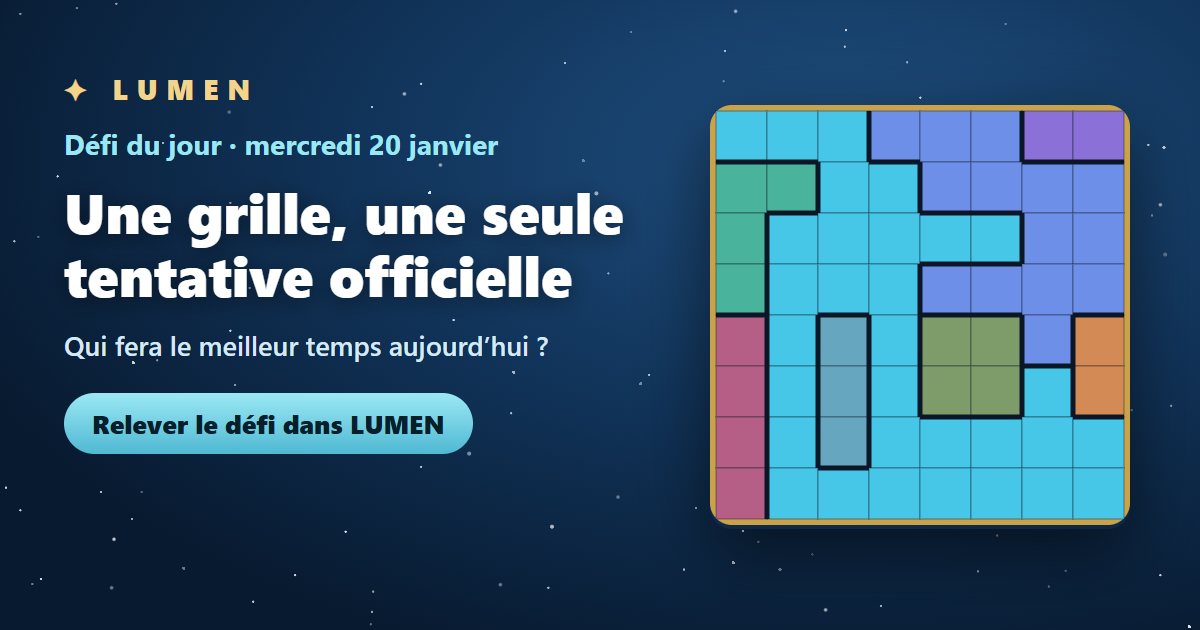 ✦ LUMEN
Défi du jour · mercredi 20 janvier
Une grille, une seule
tentative officielle
Qui fera le meilleur temps aujourd’hui ?
Relever le défi dans LUMEN